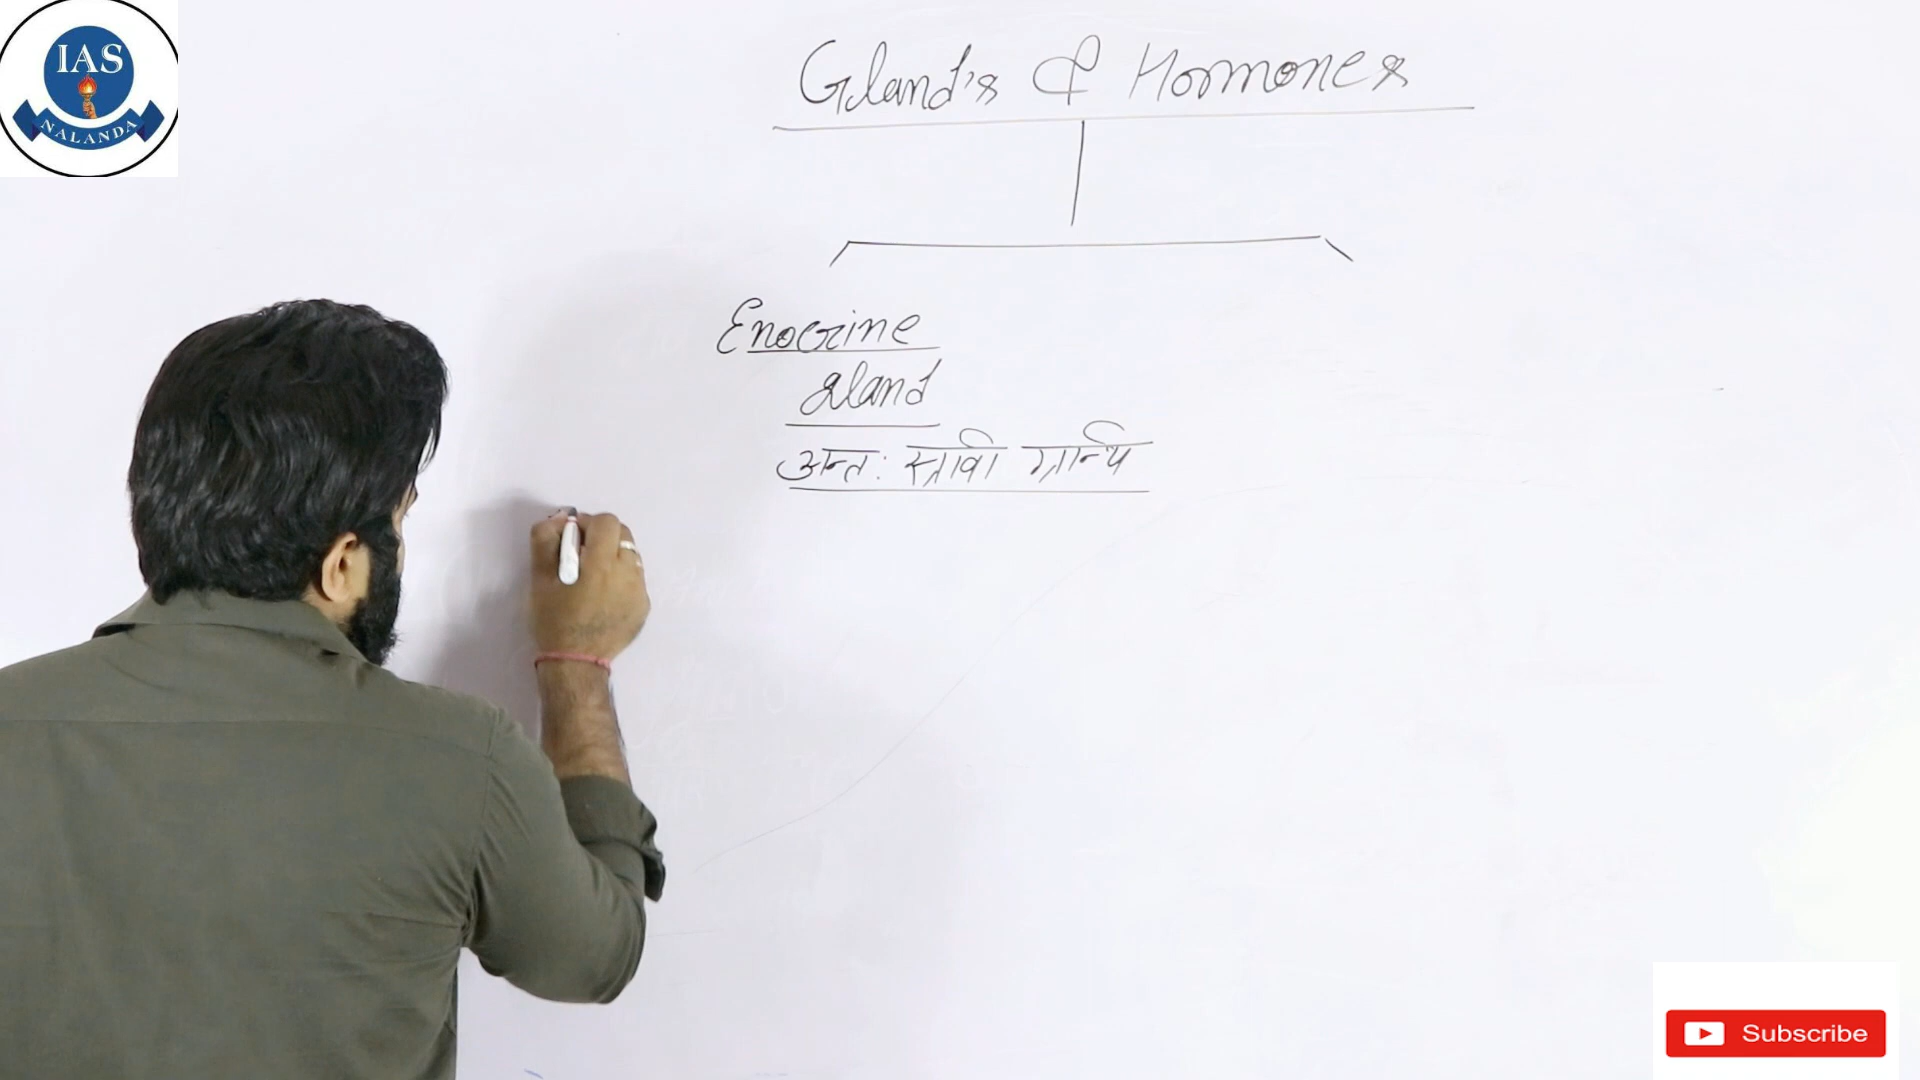 IAS
NALANDA
Gland's & Hormones
Enocrine
gland
अन्त: स्त्रावी ग्रन्थि
Subscribe